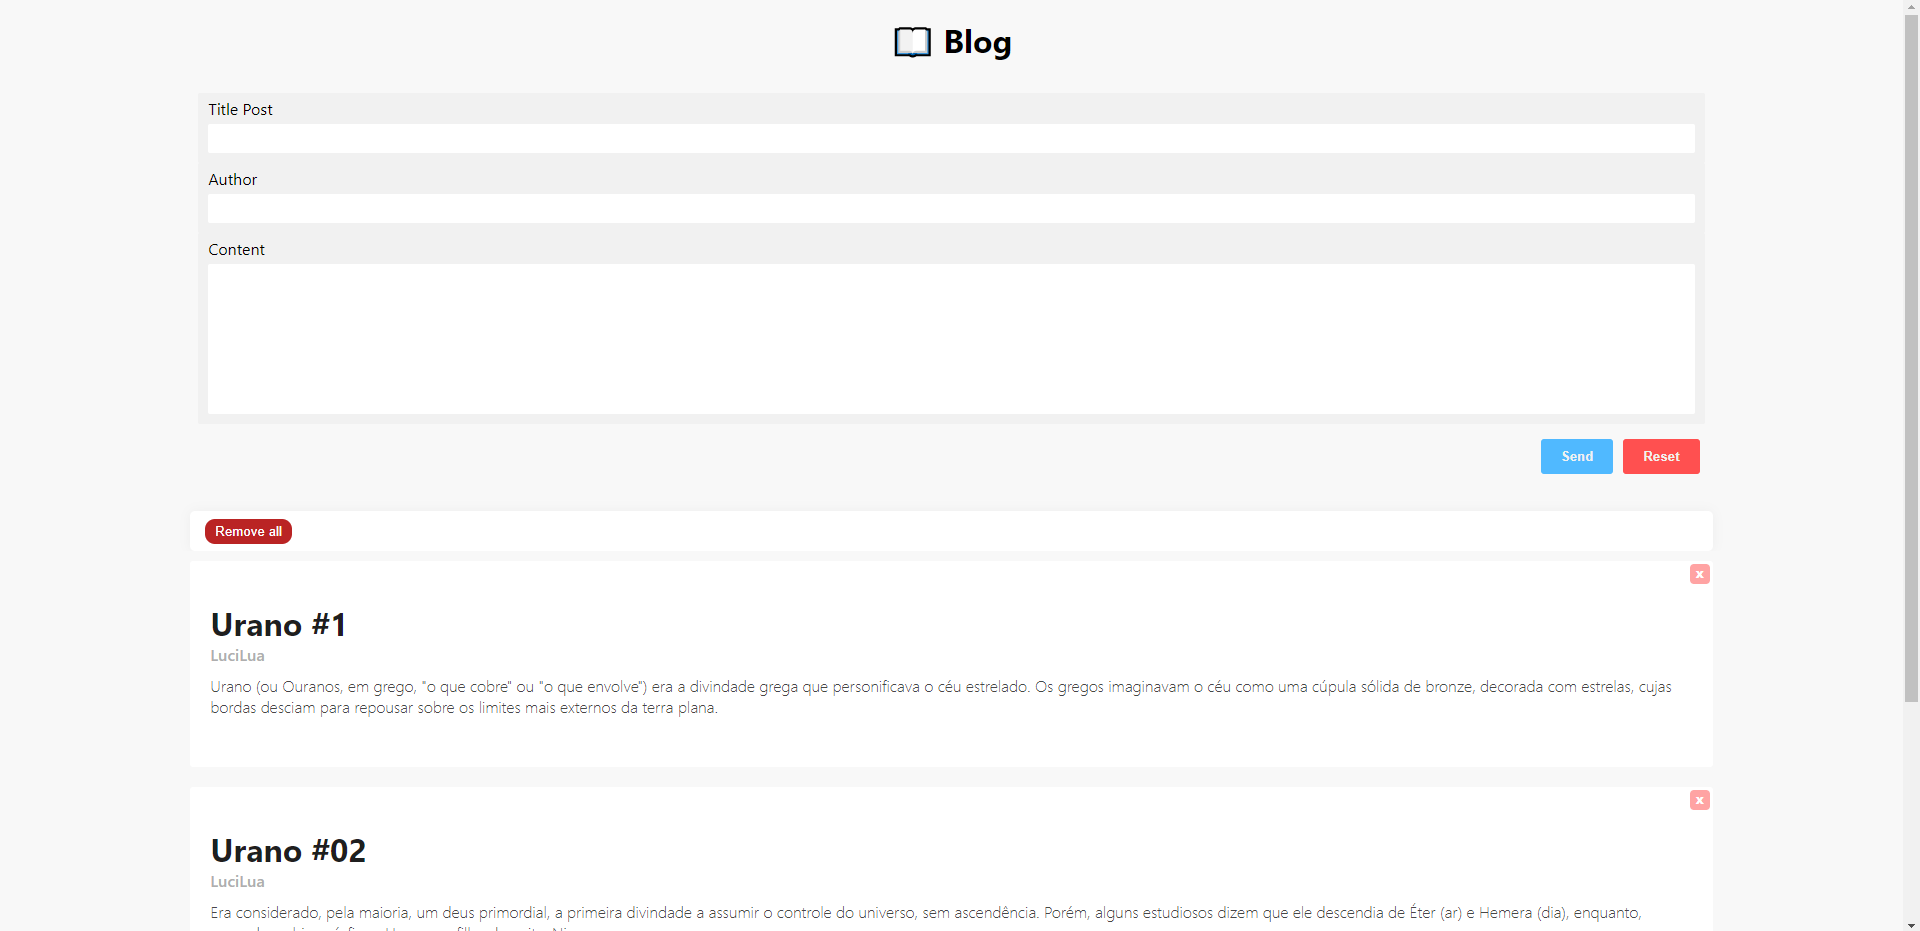 Blog
Title Post
Author
Content
Send
Reset
Remove all
x
Urano #1
LuciLua
Urano (ou Ouranos, em grego, "o que cobre" ou "o que envolve") era a divindade grega que personificava o céu estrelado. Os gregos imaginavam o céu como uma cúpula sólida de bronze, decorada com estrelas, cujas
bordas desciam para repousar sobre os limites mais externos da terra plana.
x
Urano #02
LuciLua
Era considerado, pela maioria, um deus primordial, a primeira divindade a assumir o controle do universo, sem ascendência. Porém, alguns estudiosos dizem que ele descendia de Éter (ar) e Hemera (dia), enquanto,